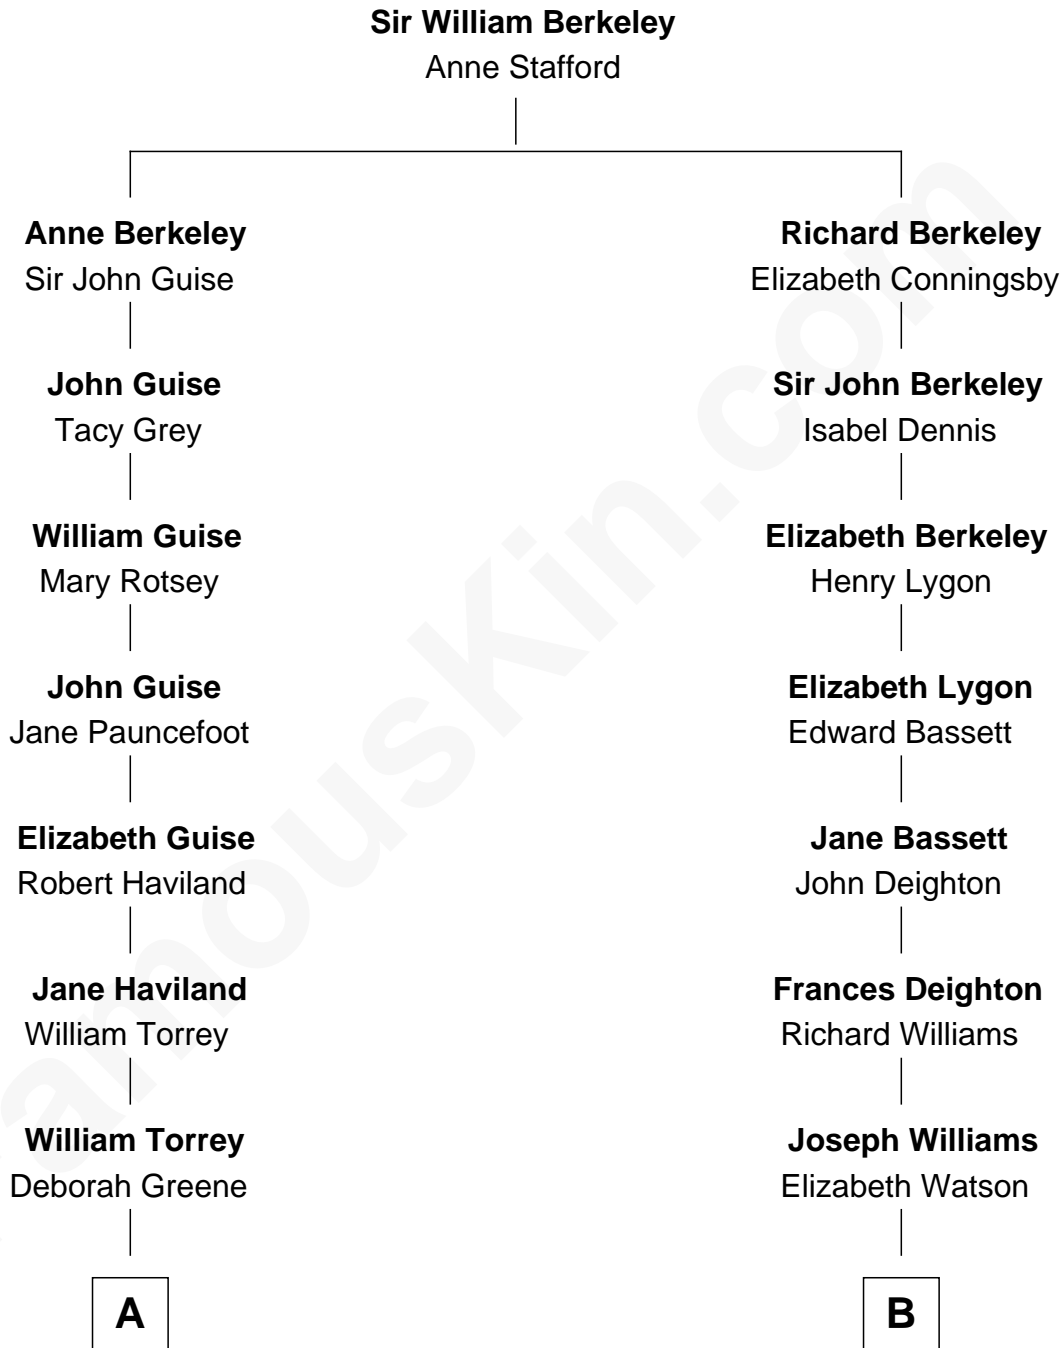 Sir William Berkeley
Anne Stafford
Anne Berkeley
Sir John Guise
Richard Berkeley
Elizabeth Conningsby
John Guise
Tacy Grey
Sir John Berkeley
Isabel Dennis
William Guise
Mary Rotsey
Elizabeth Berkeley
Henry Lygon
John Guise
Jane Pauncefoot
Elizabeth Lygon
Edward Bassett
Elizabeth Guise
Robert Haviland
Jane Bassett
John Deighton
Jane Haviland
William Torrey
Frances Deighton
Richard Williams
William Torrey
Deborah Greene
Joseph Williams
Elizabeth Watson
A
B
amouskin.com